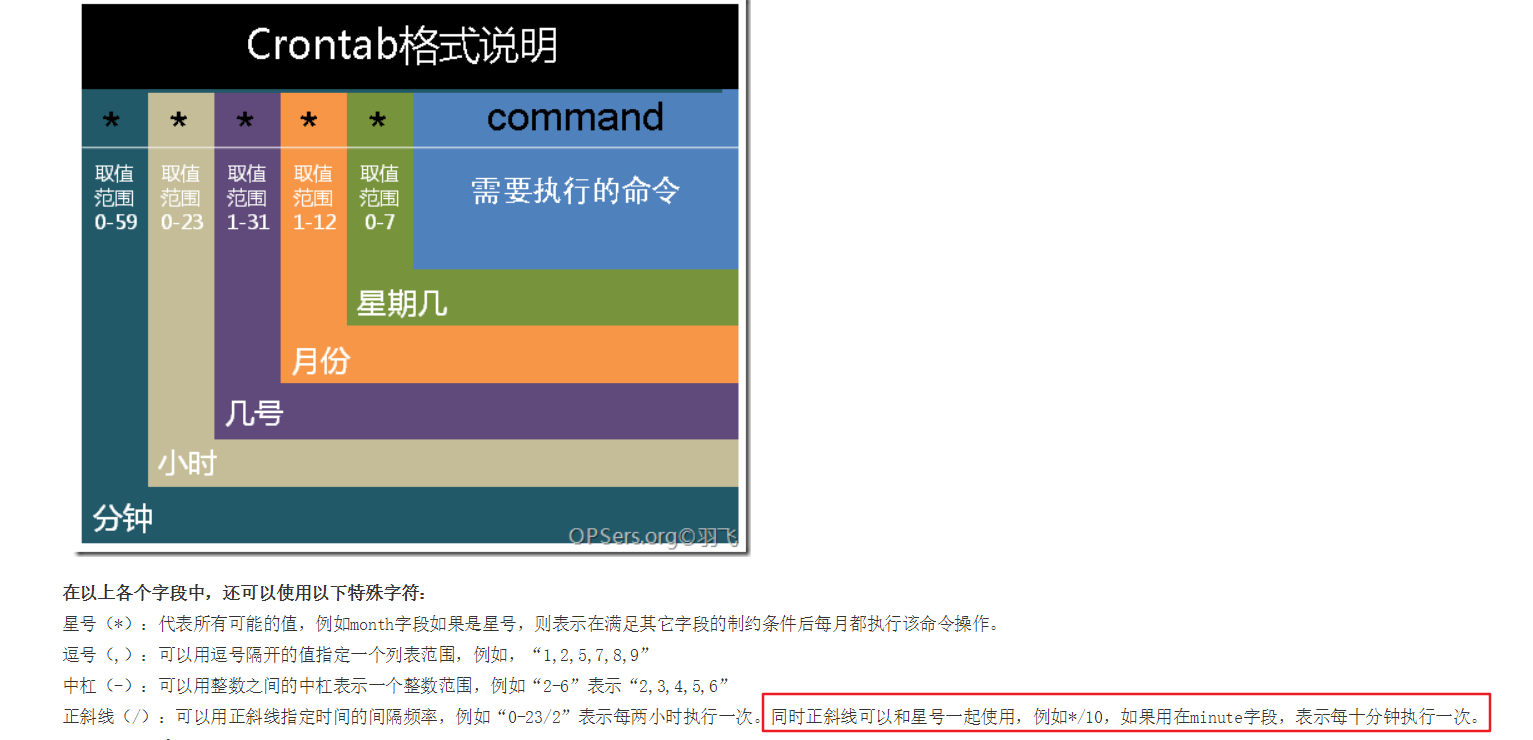 Crontab格式说明
* * * * * command
取值 取值 取值 取值 取值 需要执行的命令
范围 范围 范围 范围 范围
0-59 0-23 1-31 1-12 0-7
星期几
月份
几号
小时
分钟
OPSers.org©羽飞
在以上各个字段中，还可以使用以下特殊字符：
星号（*）：代表所有可能的值，例如month字段如果是星号，则表示在满足其它字段的制约条件后每月都执行该命令操作。
逗号（,）：可以用逗号隔开的值指定一个列表范围，例如，“1,2,5,7,8,9”
中杠（-）：可以用整数之间的中杠表示一个整数范围，例如“2-6”表示“2,3,4,5,6”
正斜线（/）：可以用正斜线指定时间的间隔频率，例如“0-23/2”表示每两小时执行一次。同时正斜线可以和星号一起使用，例如*/10，如果用在minute字段，表示每十分钟执行一次。